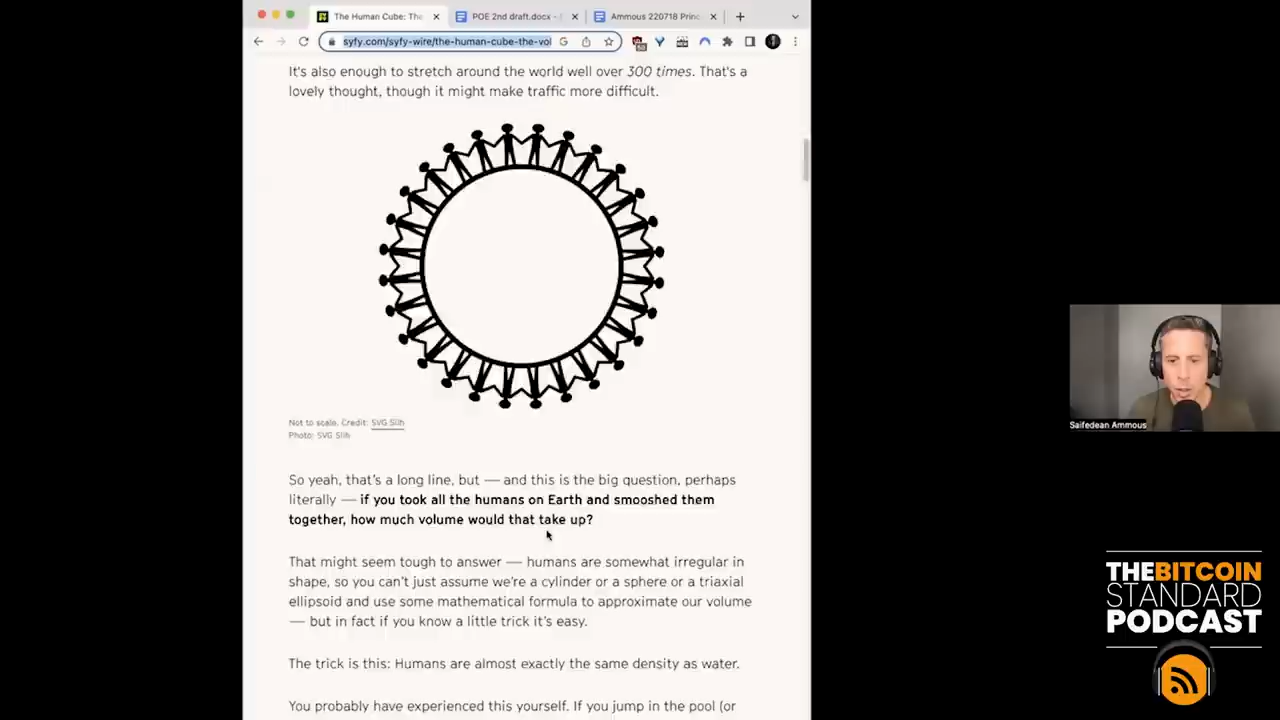 The Human Cube: The
POE 2nd draft.docx -
Ammous 220718 Princ
syfy.com/syfy-wire/the-human-cube-the-vol
It's also enough to stretch around the world well over 300 times. That's a
lovely thought, though it might make traffic more difficult.
Not to scale. Credit: SVG Silh
Photo: SVG Silh
So yeah, that's a long line, but — and this is the big question, perhaps
literally — if you took all the humans on Earth and smooshed them
together, how much volume would that take up?
That might seem tough to answer — humans are somewhat irregular in
shape, so you can't just assume we're a cylinder or a sphere or a triaxial
ellipsoid and use some mathematical formula to approximate our volume
— but in fact if you know a little trick it's easy.
The trick is this: Humans are almost exactly the same density as water.
You probably have experienced this yourself. If you jump in the pool (or
Saifedean Ammous
THE BITCOIN
STANDARD
PODCAST